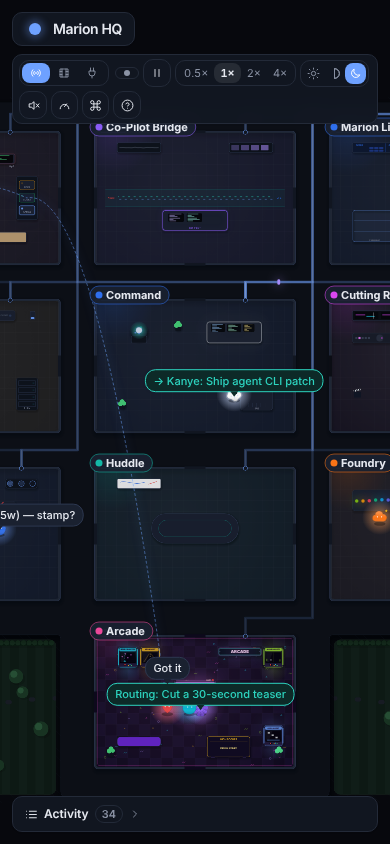 Marion HQ
0.5× 1× 2× 4×
Co-Pilot Bridge
Marion Li
Command
Cutting R
→ Kanye: Ship agent CLI patch
Huddle
Foundry
5w) — stamp?
Arcade
ARCADE
Got it
Routing: Cut a 30-second teaser
Activity 34